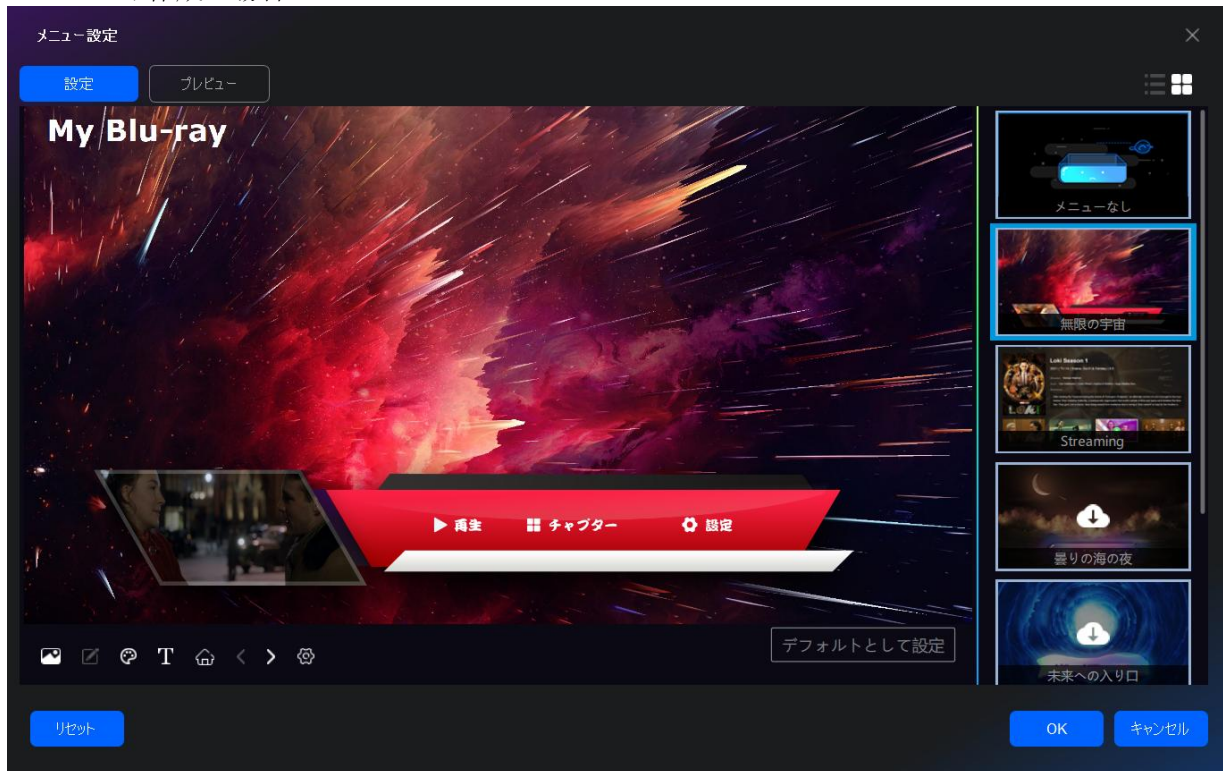 メニュー設定
設定
プレビュー
My Blu-ray
メニューなし
無限の宇宙
Loki Season 1
LOKI
Streaming
曇りの海の夜
未来への入り口
再生
チャプター
設定
T
デフォルトとして設定
リセット
OK
キャンセル